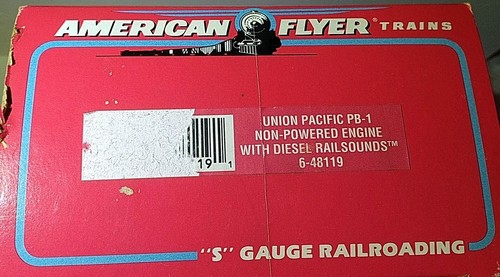 AMERICAN FLYER® TRAINS
UNION PACIFIC PB-1
NON-POWERED ENGINE
WITH DIESEL RAILSOUNDS™
6-48119
19 1
"S" GAUGE RAILROADING